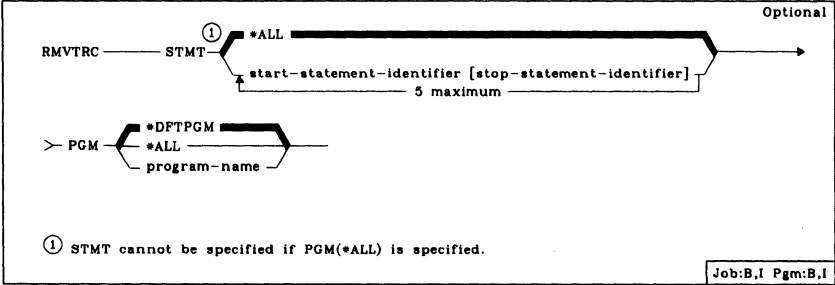 Optional
①
*ALL
RMVTRC STMT
start-statement-identifier [stop-statement-identifier]
5 maximum
*DFTPGM
PGM *ALL
program-name
① STMT cannot be specified if PGM(*ALL) is specified.
Job:B,I Pgm:B,I